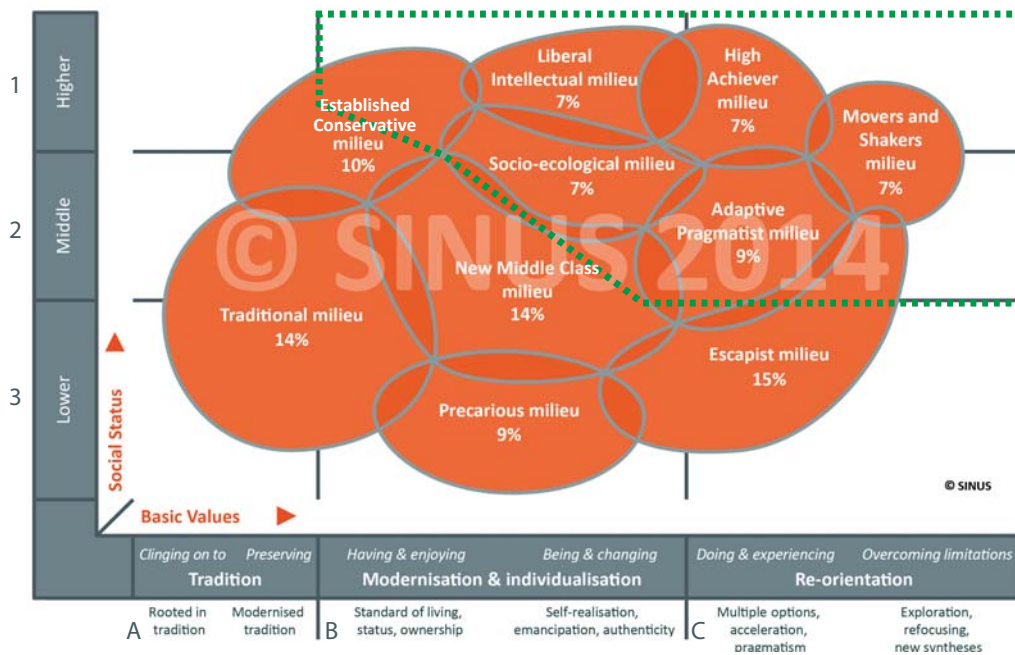 1
Higher
2
Middle
3
Lower
Social Status
Basic Values
Liberal
Intellectual milieu
7%
High
Achiever
milieu
7%
Established
Conservative
milieu
10%
Movers and
Shakers
milieu
7%
Socio-ecological milieu
7%
Adaptive
Pragmatist milieu
9%
© SINUS 2014
New Middle Class
milieu
14%
Traditional milieu
14%
Escapist milieu
15%
Precarious milieu
9%
© SINUS
Clinging on to Preserving
Tradition
Having & enjoying Being & changing
Modernisation & individualisation
Doing & experiencing Overcoming limitations
Re-orientation
A
Rooted in
tradition
Modernised
tradition
B
Standard of living,
status, ownership
Self-realisation,
emancipation, authenticity
C
Multiple options,
acceleration,
pragmatism
Exploration,
refocusing,
new syntheses